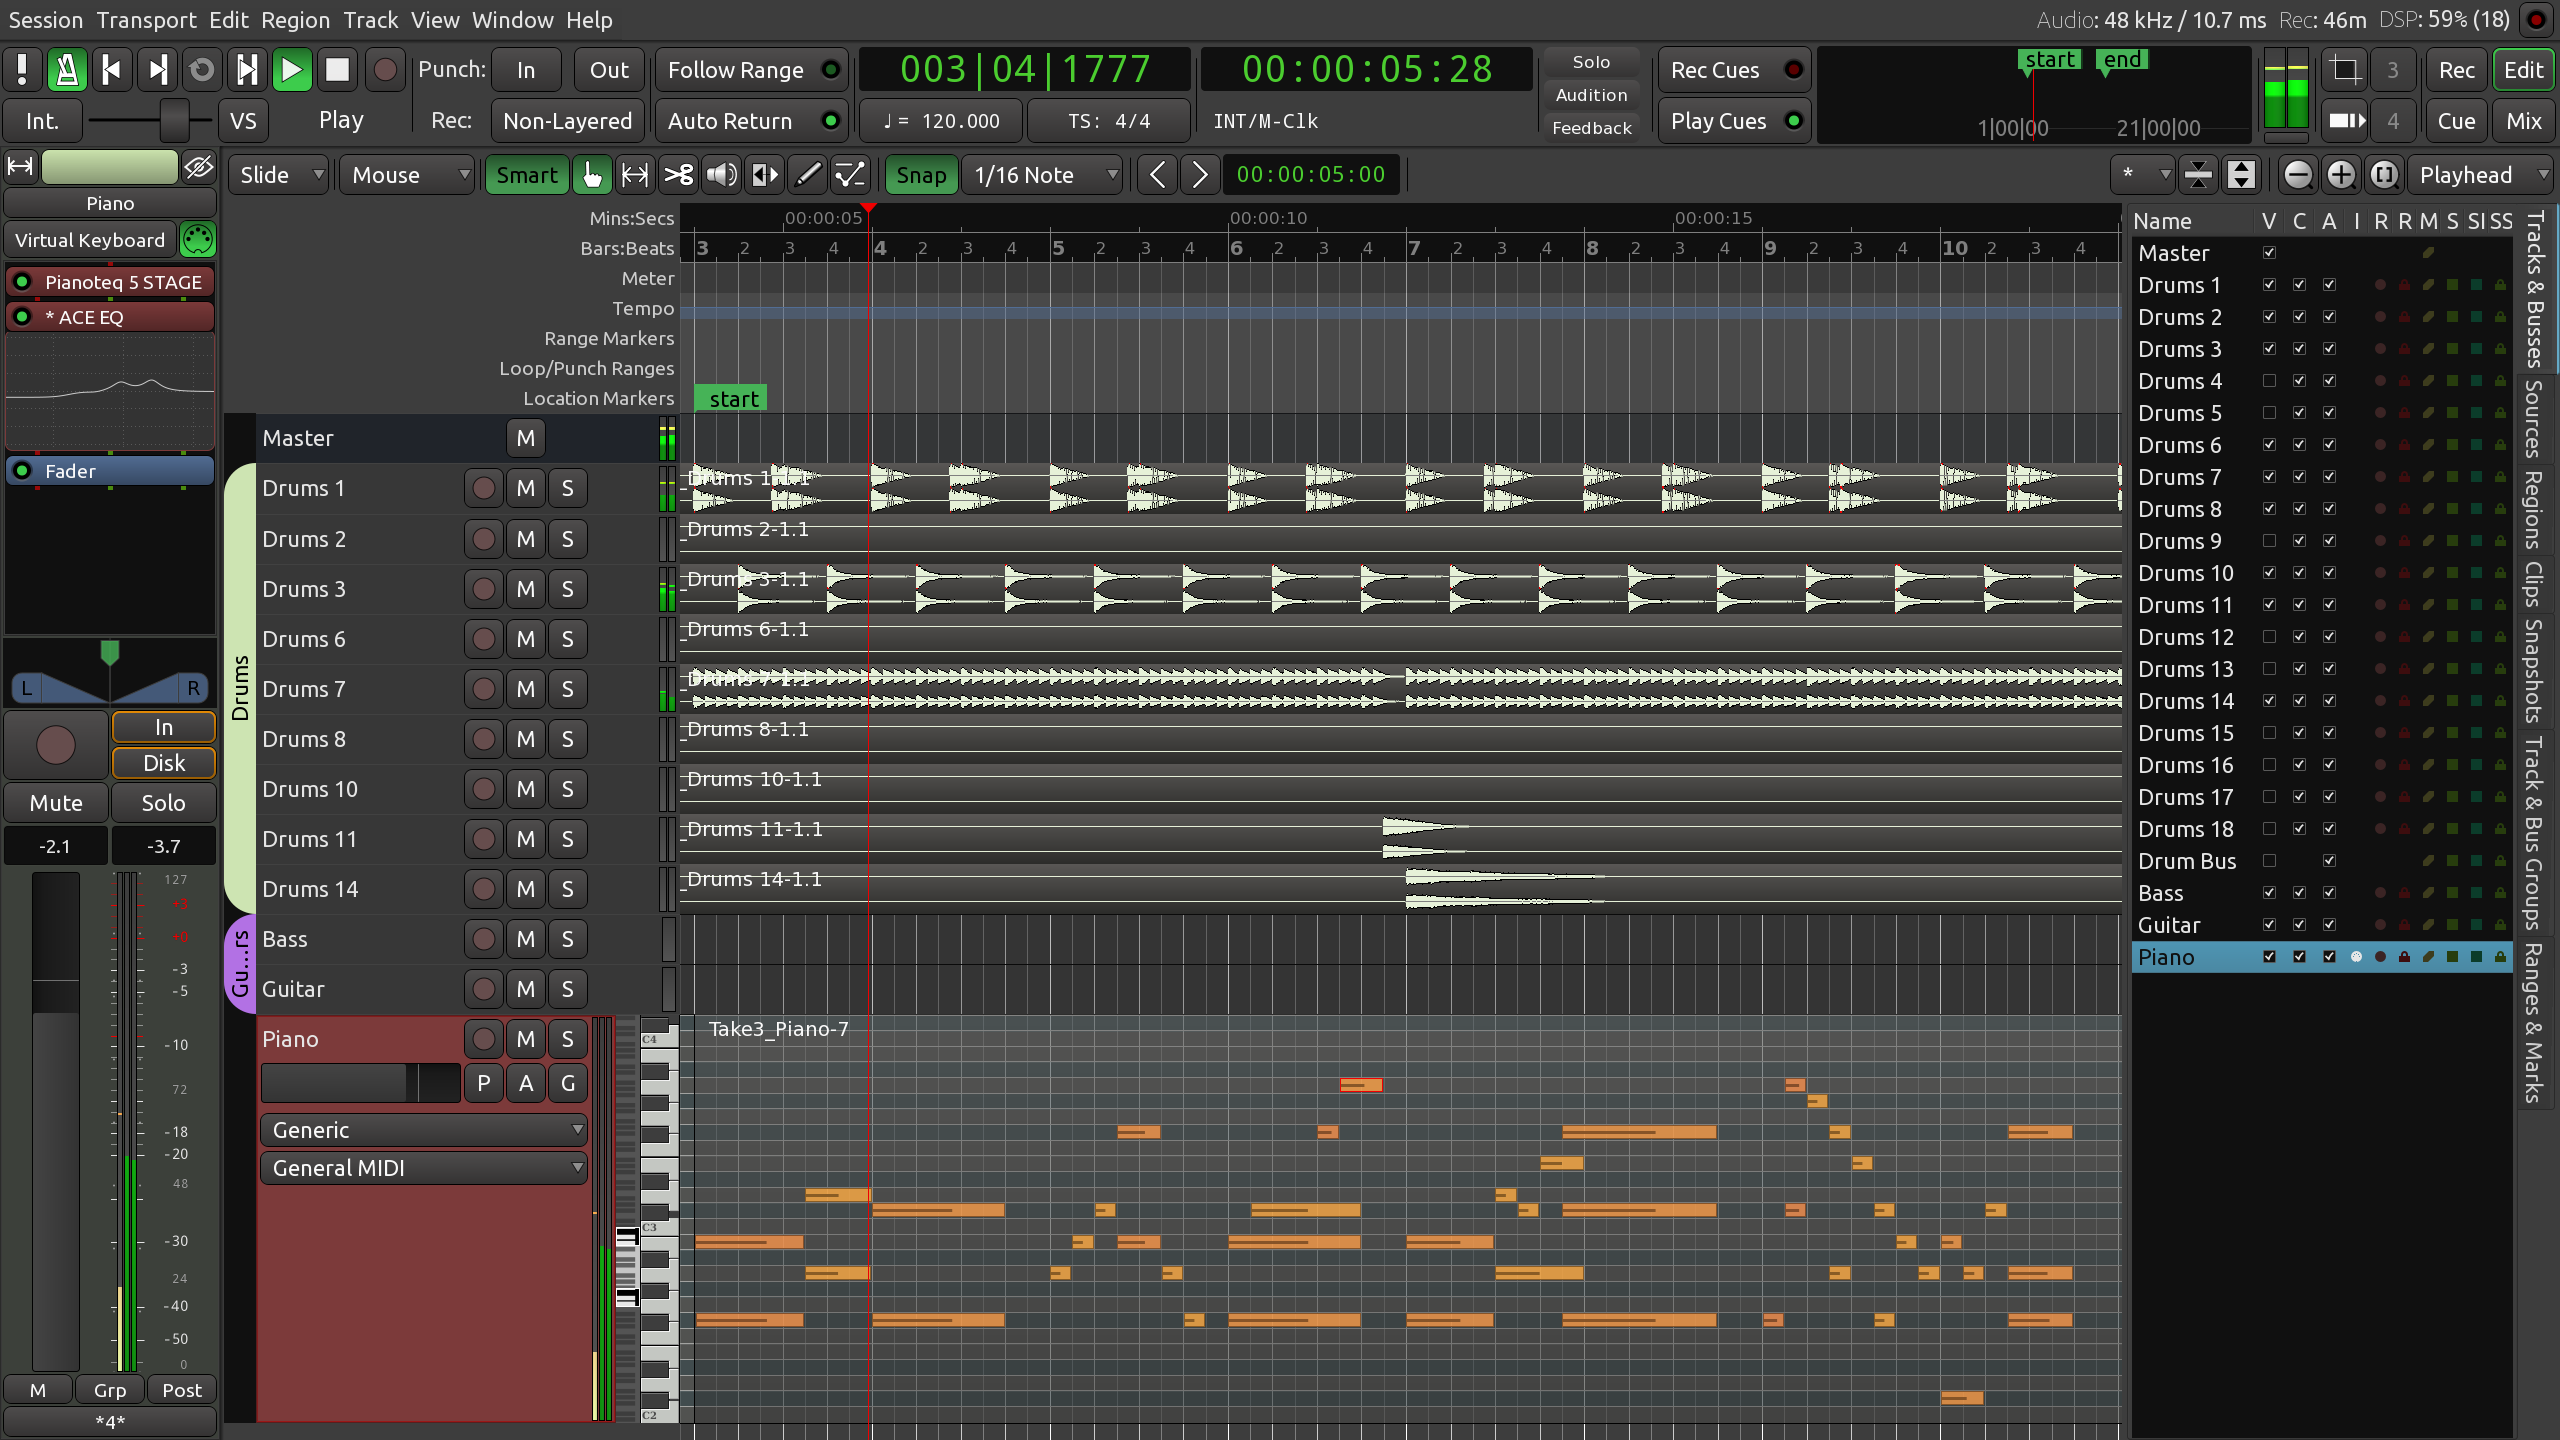 Session Transport Edit Region Track View Window Help
Audio: 48 kHz / 10.7 ms Rec: 46m DSP: 59% (18)
Punch: In Out Follow Range 003|04|1777 00:00:05:28 Solo Rec Cues start end 3 Rec Edit
Audition
Int. VS Play Rec: Non-Layered Auto Return ♩ = 120.000 TS: 4/4 INT/M-Clk Feedback Play Cues 1|00|00 21|00|00 4 Cue Mix
Slide Mouse Smart Snap 1/16 Note 00:00:05:00 * Playhead
Piano
Virtual Keyboard
Pianoteq 5 STAGE
* ACE EQ
Fader
L R
In
Disk
Mute Solo
-2.1 -3.7
127
+3
+0
-3
-5
-10
72
-18
-20
48
-30
24
-40
-50
0
M Grp Post
*4*
Mins:Secs 00:00:05 00:00:10 00:00:15
Bars:Beats 3 2 3 4 4 2 3 4 5 2 3 4 6 2 3 4 7 2 3 4 8 2 3 4 9 2 3 4 10 2 3 4
Meter
Tempo
Range Markers
Loop/Punch Ranges
Location Markers start
Drums
Gu...rs
Master M
Drums 1 M S Drums 1-1.1
Drums 2 M S Drums 2-1.1
Drums 3 M S Drums 3-1.1
Drums 6 M S Drums 6-1.1
Drums 7 M S Drums 7-1.1
Drums 8 M S Drums 8-1.1
Drums 10 M S Drums 10-1.1
Drums 11 M S Drums 11-1.1
Drums 14 M S Drums 14-1.1
Bass M S
Guitar M S
Piano M S C4 Take3_Piano-7
P A G
Generic
General MIDI
C3
C2
Name V C A I R R M S SI SS
Master
Drums 1
Drums 2
Drums 3
Drums 4
Drums 5
Drums 6
Drums 7
Drums 8
Drums 9
Drums 10
Drums 11
Drums 12
Drums 13
Drums 14
Drums 15
Drums 16
Drums 17
Drums 18
Drum Bus
Bass
Guitar
Piano
Tracks & Busses
Sources
Regions
Clips
Snapshots
Track & Bus Groups
Ranges & Marks